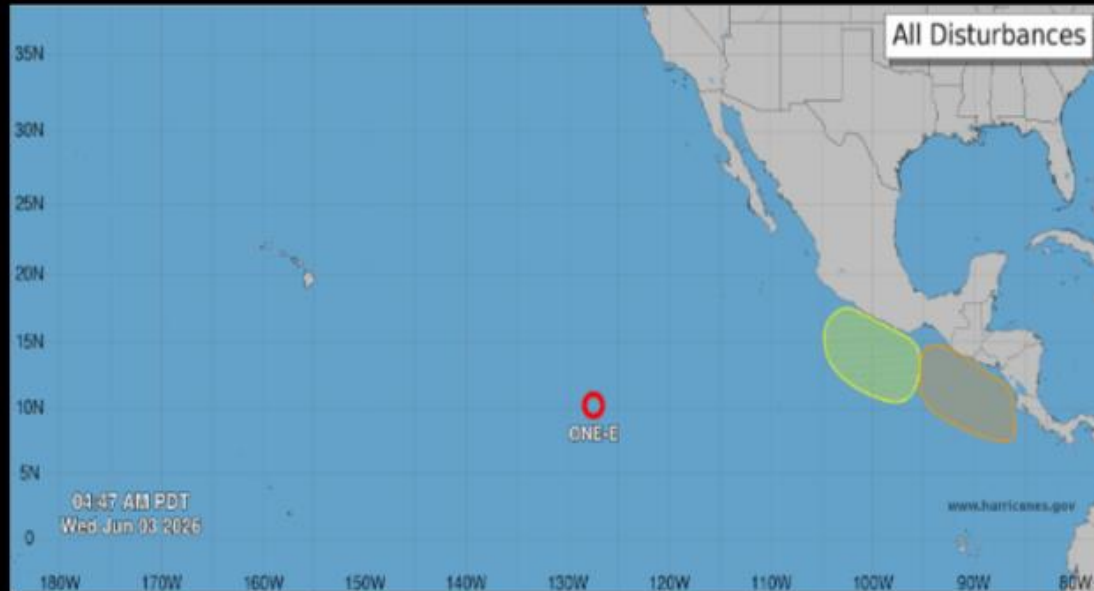 All Disturbances
35N
30N
25N
20N
15N
10N
ONE-E
5N
04:47 AM PDT
www.hurricanes.gov
Wed Jun 03 2026
0
180W 170W 160W 150W 140W 130W 120W 110W 100W 90W 80W